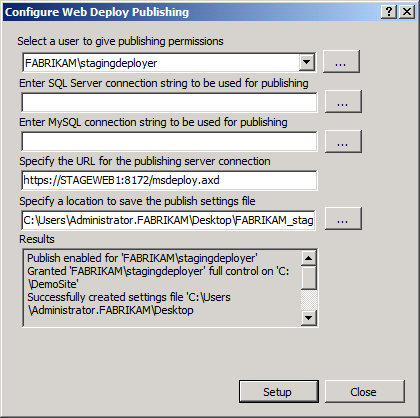 Configure Web Deploy Publishing
Select a user to give publishing permissions
FABRIKAM\stagingdeployer
...
Enter SQL Server connection string to be used for publishing
...
Enter MySQL connection string to be used for publishing
...
Specify the URL for the publishing server connection
https://STAGEWEB1:8172/msdeploy.axd
Specify a location to save the publish settings file
C:\Users\Administrator.FABRIKAM\Desktop\FABRIKAM_stag
...
Results
Publish enabled for 'FABRIKAM\stagingdeployer'
Granted 'FABRIKAM\stagingdeployer' full control on 'C:
\DemoSite'
Successfully created settings file 'C:\Users
\Administrator.FABRIKAM\Desktop
Setup
Close